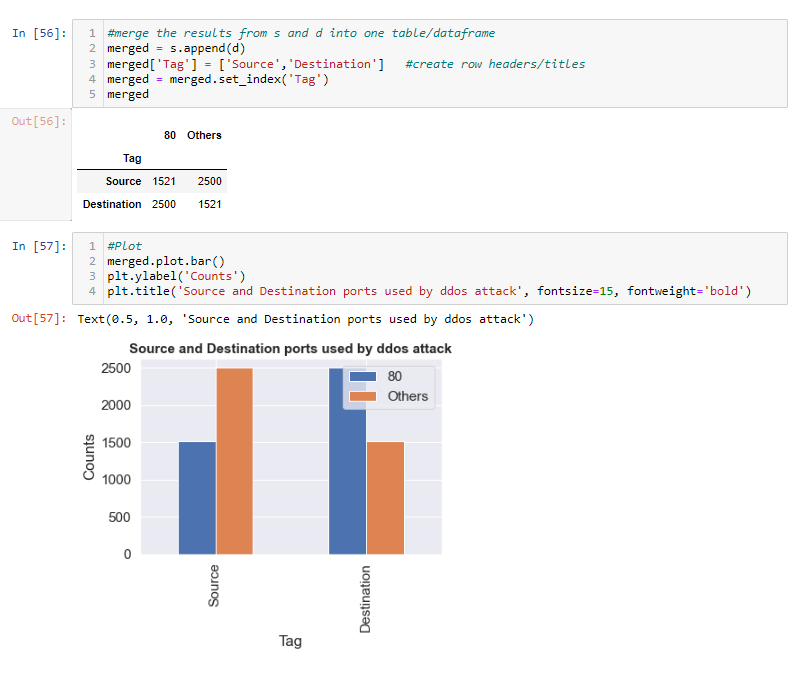 In [56]:
1 #merge the results from s and d into one table/dataframe
2 merged = s.append(d)
3 merged['Tag'] = ['Source','Destination']   #create row headers/titles
4 merged = merged.set_index('Tag')
5 merged
Out[56]:
80 Others
Tag
Source 1521 2500
Destination 2500 1521
In [57]:
1 #Plot
2 merged.plot.bar()
3 plt.ylabel('Counts')
4 plt.title('Source and Destination ports used by ddos attack', fontsize=15, fontweight='bold')
Out[57]: Text(0.5, 1.0, 'Source and Destination ports used by ddos attack')
Source and Destination ports used by ddos attack
80
Others
2500
2000
1500
1000
500
0
Counts
Source
Destination
Tag